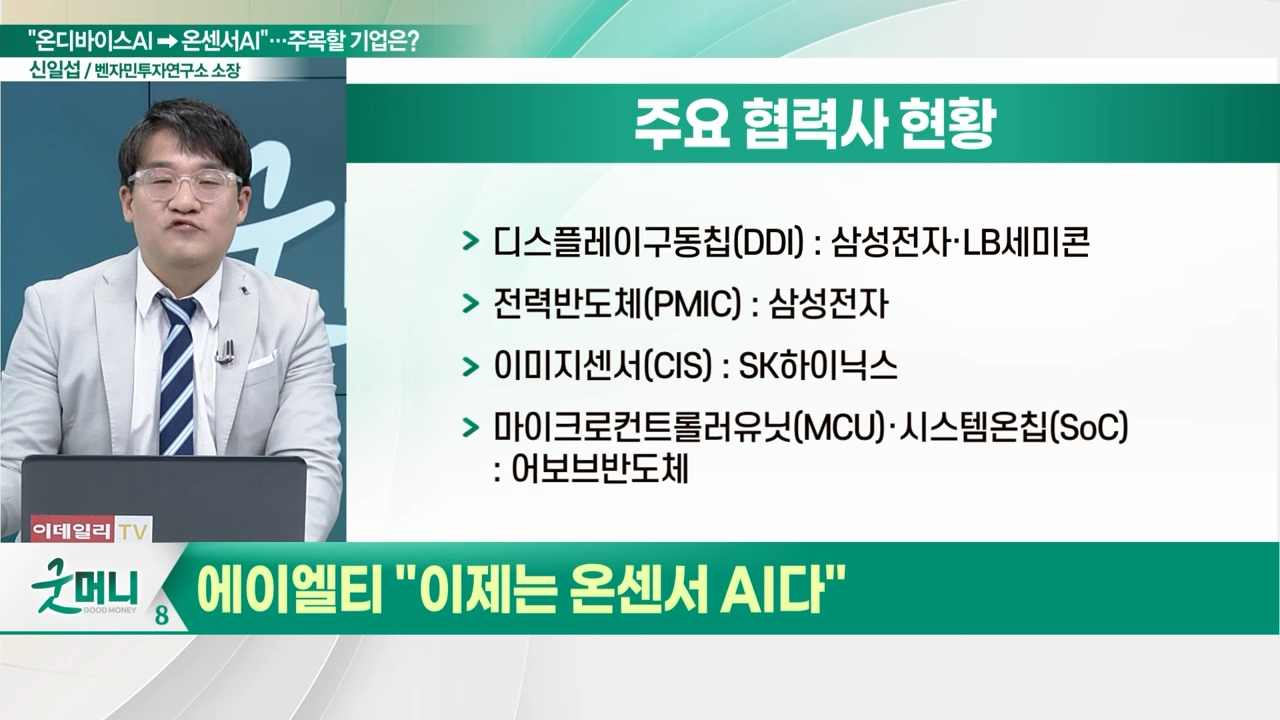 "온디바이스AI ➡ 온센서AI"…주목할 기업은?
신일섭 / 벤자민투자연구소 소장
주요 협력사 현황
> 디스플레이구동칩(DDI) : 삼성전자·LB세미콘
> 전력반도체(PMIC) : 삼성전자
> 이미지센서(CIS) : SK하이닉스
> 마이크로컨트롤러유닛(MCU)·시스템온칩(SoC)
: 어보브반도체
이데일리 TV
굿머니
GOOD MONEY
8
에이엘티 "이제는 온센서 AI다"